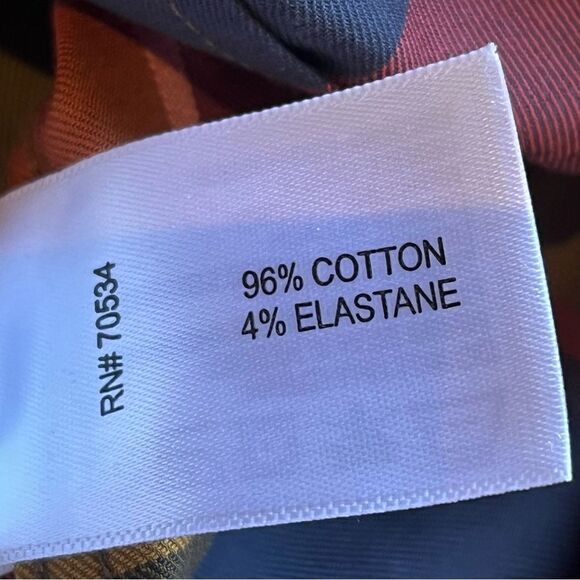 96% COTTON
4% ELASTANE
RN# 70534